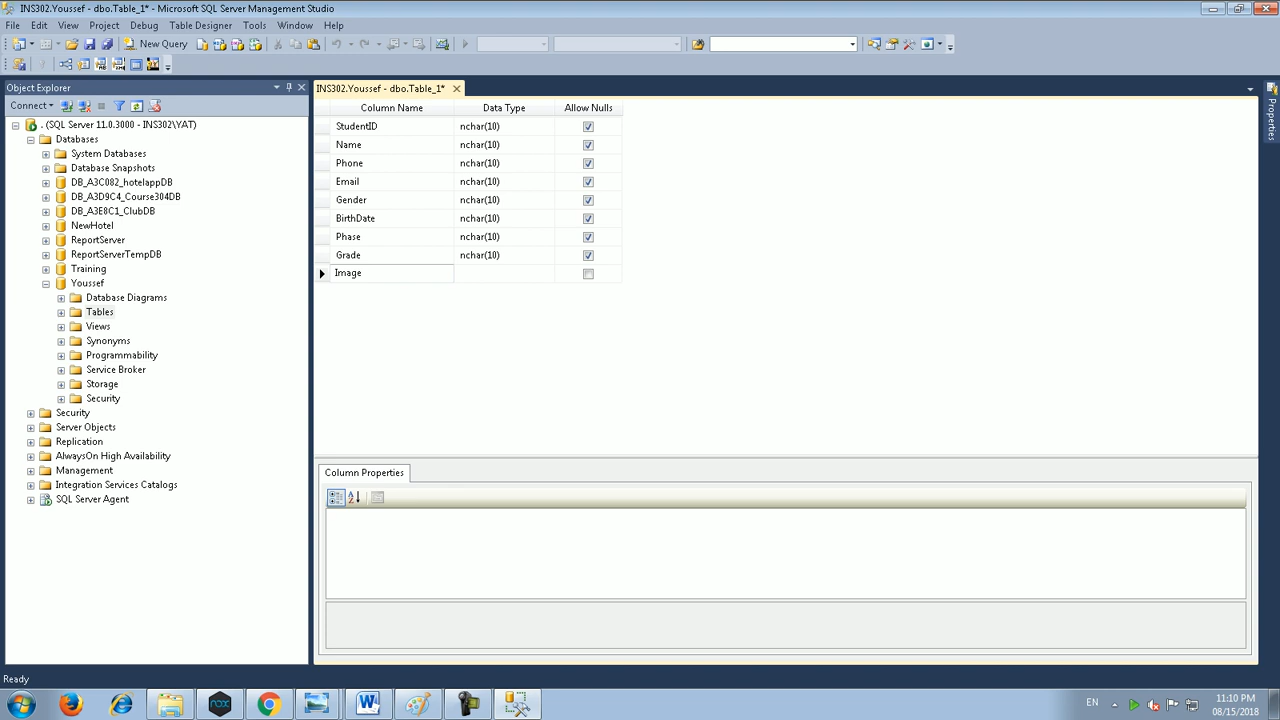 INS302.Youssef - dbo.Table_1* - Microsoft SQL Server Management Studio
File Edit View Project Debug Table Designer Tools Window Help
New Query
Object Explorer
Connect
. (SQL Server 11.0.3000 - INS302\YAT)
Databases
System Databases
Database Snapshots
DB_A3C082_hotelappDB
DB_A3D9C4_Course304DB
DB_A3E8C1_ClubDB
NewHotel
ReportServer
ReportServerTempDB
Training
Youssef
Database Diagrams
Tables
Views
Synonyms
Programmability
Service Broker
Storage
Security
Security
Server Objects
Replication
AlwaysOn High Availability
Management
Integration Services Catalogs
SQL Server Agent
INS302.Youssef - dbo.Table_1*
Column Name Data Type Allow Nulls
StudentID nchar(10)
Name nchar(10)
Phone nchar(10)
Email nchar(10)
Gender nchar(10)
BirthDate nchar(10)
Phase nchar(10)
Grade nchar(10)
Image
Column Properties
Properties
Ready
EN
11:10 PM
08/15/2018